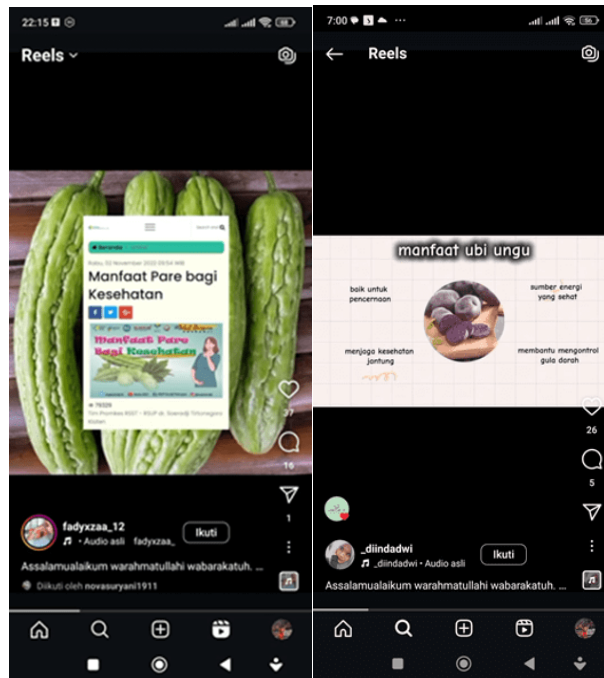 22:15
68
Reels
Beranda
Rabu, 02 November 2022 09:54 WIB
Manfaat Pare bagi
Kesehatan
Manfaat Pare
Bagi Kesehatan
76329
16
1
fadyxzaa_12
Audio asli fadyxzaa_
Ikuti
Assalamualaikum warahmatullahi wabarakatuh. ...
Diikuti oleh novasuryani1911
7:00
Reels
manfaat ubi ungu
baik untuk
pencernaan
sumber energi
yang sehat
menjaga kesehatan
jantung
membantu mengontrol
gula darah
26
5
_diindadwi
_diindadwi • Audio asli
Ikuti
Assalamualaikum warahmatullahi wabarakatuh. ...